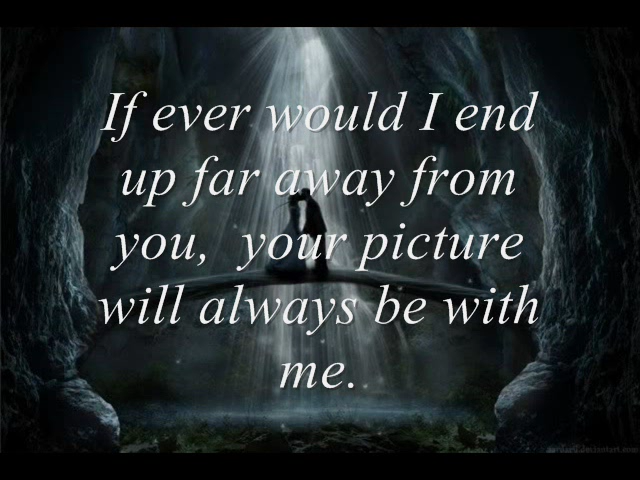 If ever would I end
up far away from
you,  your picture
will always be with
me.